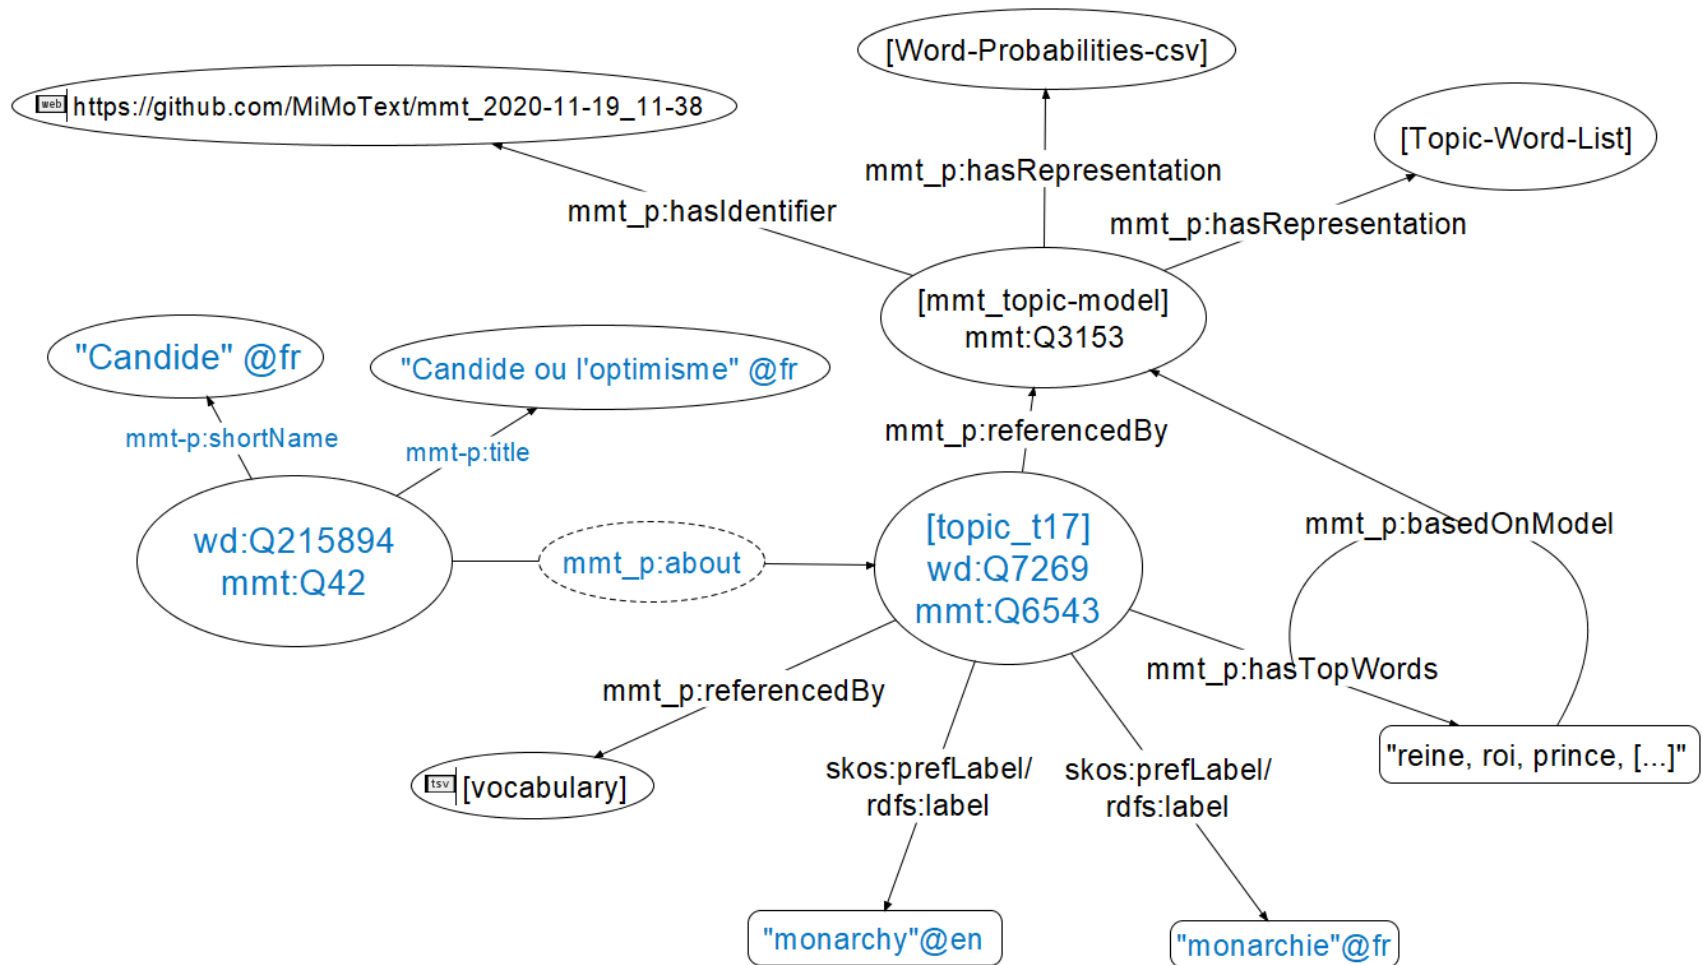 [Word-Probabilities-csv]
web https://github.com/MiMoText/mmt_2020-11-19_11-38
[Topic-Word-List]
mmt_p:hasRepresentation
mmt_p:hasIdentifier
mmt_p:hasRepresentation
[mmt_topic-model]
mmt:Q3153
"Candide" @fr
"Candide ou l'optimisme" @fr
mmt_p:referencedBy
mmt-p:shortName
mmt-p:title
wd:Q215894
mmt:Q42
mmt_p:about
[topic_t17]
wd:Q7269
mmt:Q6543
mmt_p:basedOnModel
mmt_p:hasTopWords
mmt_p:referencedBy
"reine, roi, prince, [...]"
tsv [vocabulary]
skos:prefLabel/
rdfs:label
skos:prefLabel/
rdfs:label
"monarchy"@en
"monarchie"@fr